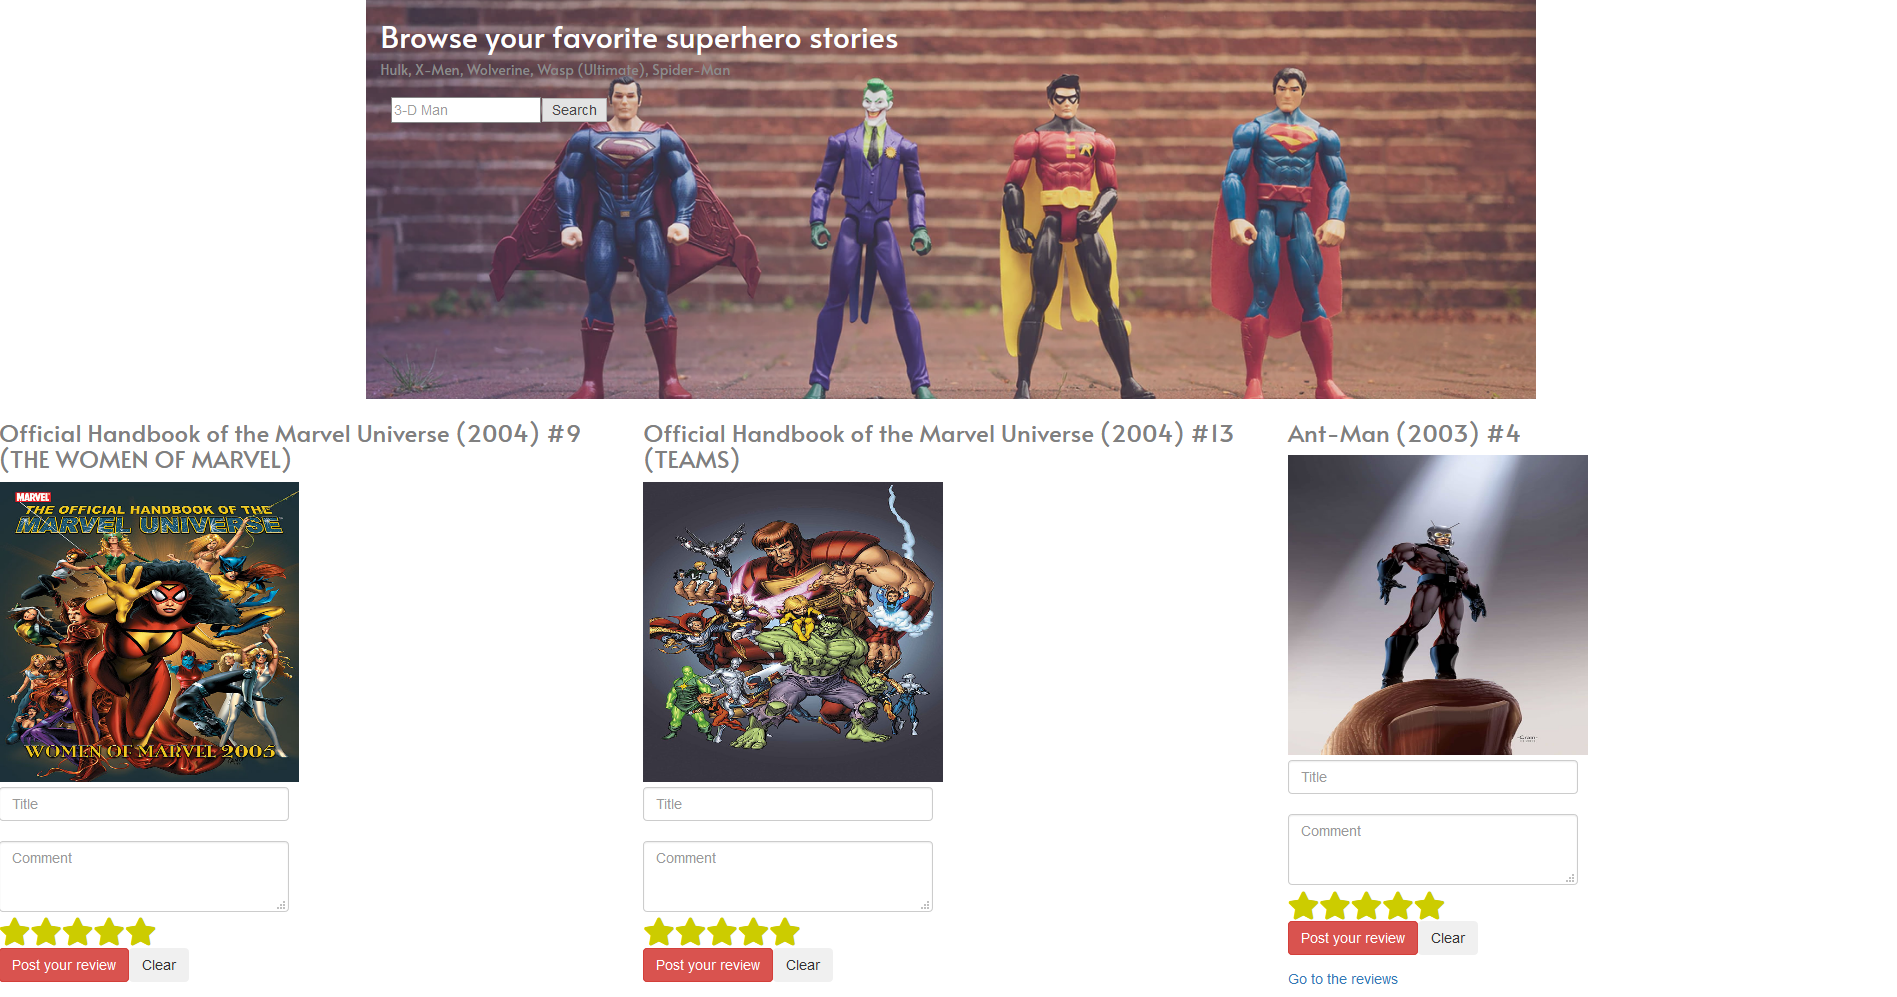 Browse your favorite superhero stories
Hulk, X-Men, Wolverine, Wasp (Ultimate), Spider-Man
3-D Man
Search
Official Handbook of the Marvel Universe (2004) #9
(THE WOMEN OF MARVEL)
MARVEL
THE OFFICIAL HANDBOOK OF THE
MARVEL UNIVERSE
WOMEN OF MARVEL 2005
Title
Comment
Post your review
Clear
Official Handbook of the Marvel Universe (2004) #13
(TEAMS)
Title
Comment
Post your review
Clear
Ant-Man (2003) #4
Title
Comment
Post your review
Clear
Go to the reviews